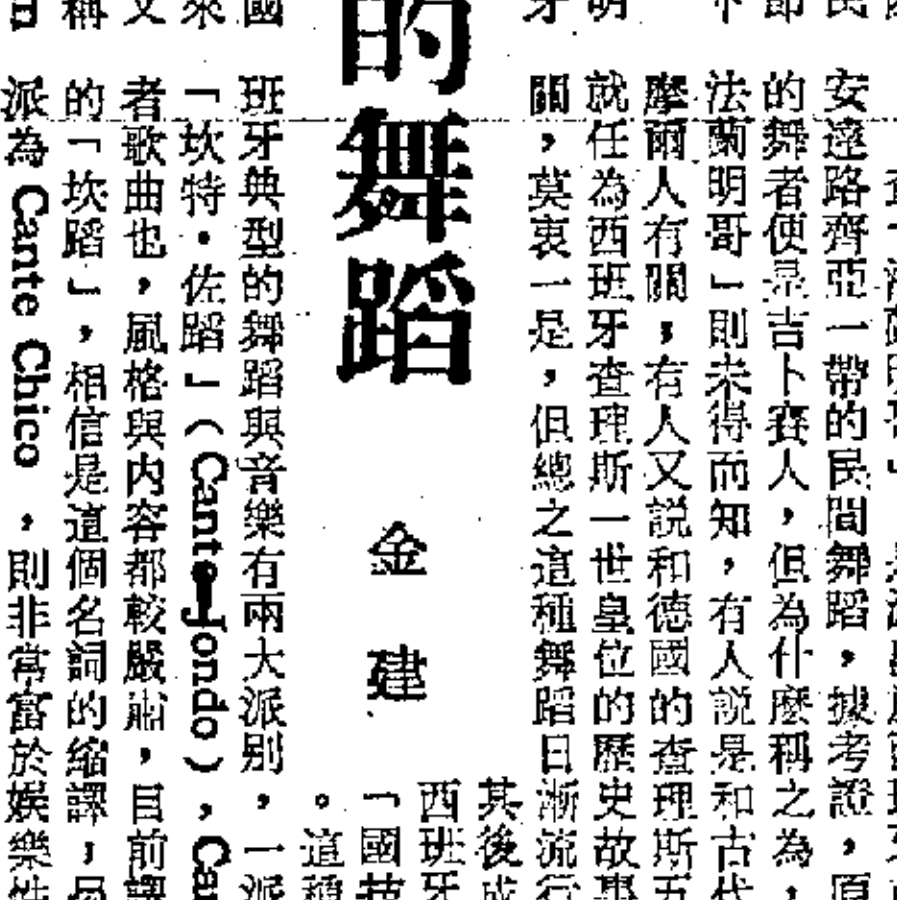 安達路齊亞一帶的民間舞蹈,據考證,原
的舞者便是吉卜賽人,但為什麼稱之為,
法蘭明哥」則未得而知,有人說是和古代
摩爾人有關,有人又說和德國的查理斯五
就任為西班牙查理斯一世皇位的歷史故事
關,莫衷一是,但總之這種舞蹈日漸流行
其後成
西班牙
「國技
。這種
的舞蹈
金建
班牙典型的舞蹈與音樂有兩大派別,一派
「坎特・佐蹈」(Cante Jondo),Can
者歌曲也,風格與內容都較嚴肅,目前譯
的「坎蹈」,相信是這個名詞的縮譯,另
派為 Cante Chico ,則非常富於娛樂性